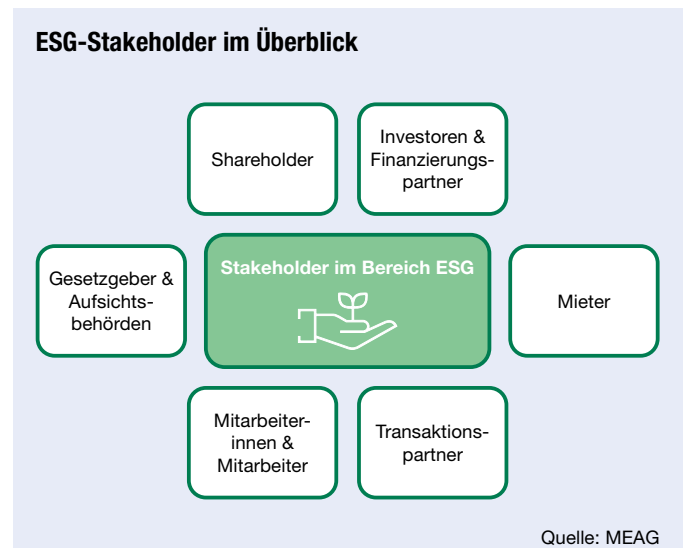 ESG-Stakeholder im Überblick
Shareholder
Investoren &
Finanzierungs-
partner
Gesetzgeber &
Aufsichts-
behörden
Stakeholder im Bereich ESG
Mieter
Mitarbeiter-
innen &
Mitarbeiter
Transaktions-
partner
Quelle: MEAG